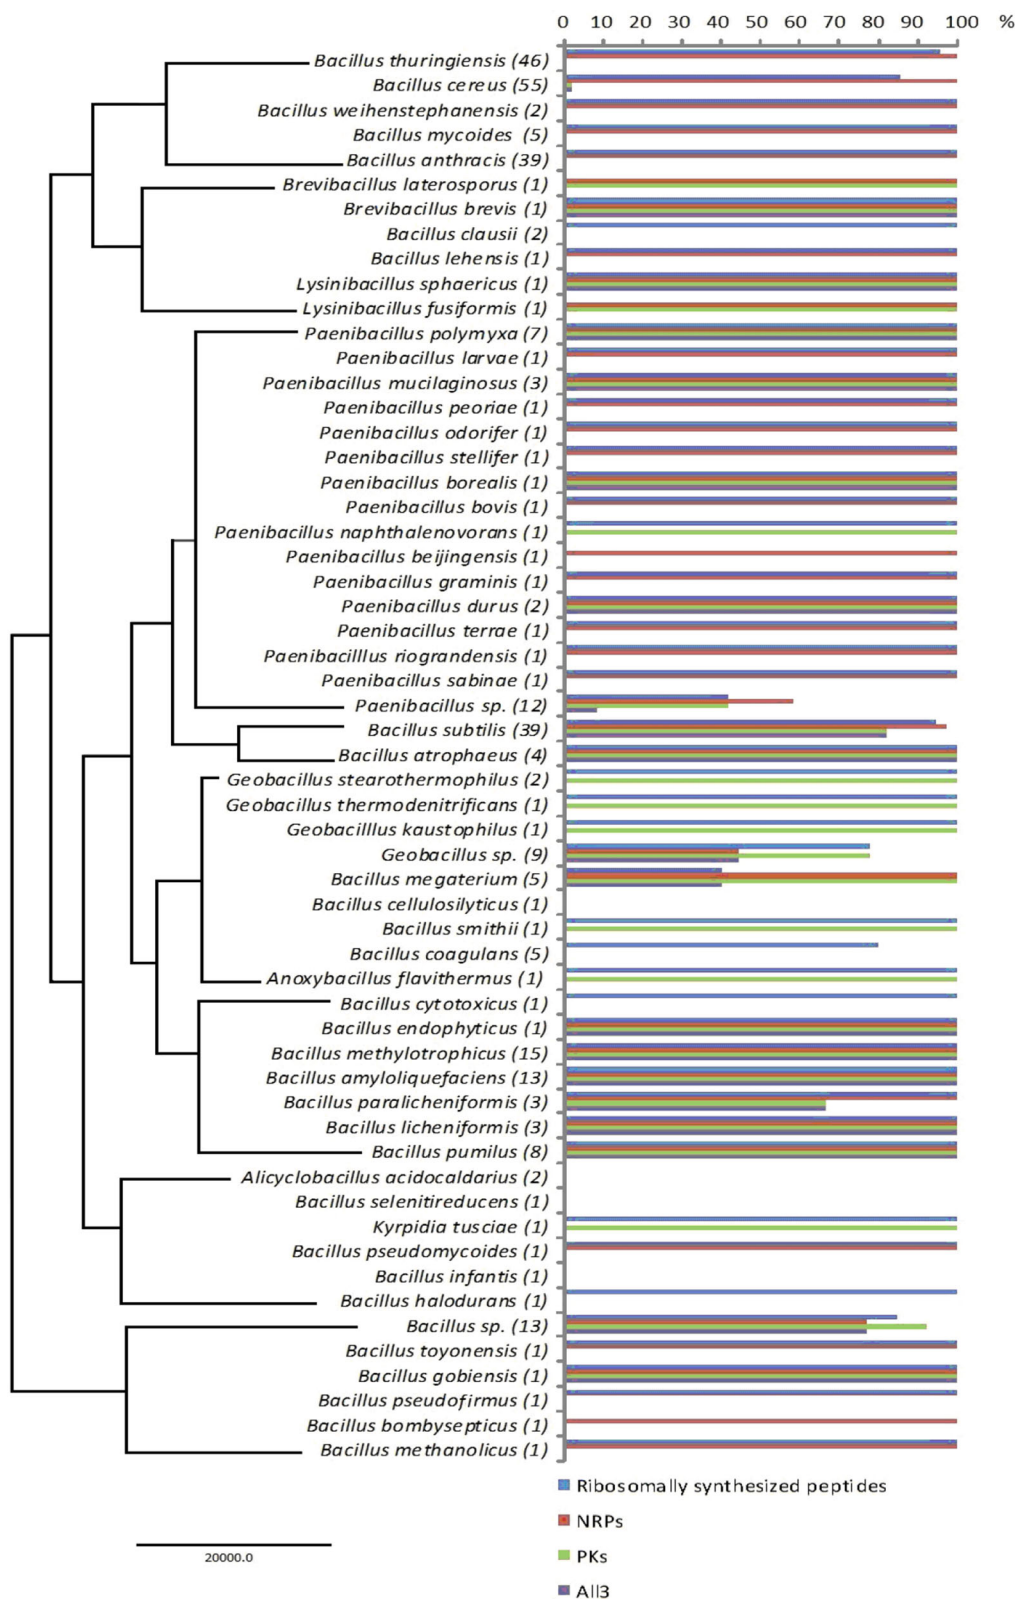 0 10 20 30 40 50 60 70 80 90 100 %
Bacillus thuringiensis (46)
Bacillus cereus (55)
Bacillus weihenstephanensis (2)
Bacillus mycoides (5)
Bacillus anthracis (39)
Brevibacillus laterosporus (1)
Brevibacillus brevis (1)
Bacillus clausii (2)
Bacillus lehensis (1)
Lysinibacillus sphaericus (1)
Lysinibacillus fusiformis (1)
Paenibacillus polymyxa (7)
Paenibacillus larvae (1)
Paenibacillus mucilaginosus (3)
Paenibacillus peoriae (1)
Paenibacillus odorifer (1)
Paenibacillus stellifer (1)
Paenibacillus borealis (1)
Paenibacillus bovis (1)
Paenibacillus naphthalenovorans (1)
Paenibacillus beijingensis (1)
Paenibacillus graminis (1)
Paenibacillus durus (2)
Paenibacillus terrae (1)
Paenibacilllus riograndensis (1)
Paenibacillus sabinae (1)
Paenibacillus sp. (12)
Bacillus subtilis (39)
Bacillus atrophaeus (4)
Geobacillus stearothermophilus (2)
Geobacillus thermodenitrificans (1)
Geobacilllus kaustophilus (1)
Geobacillus sp. (9)
Bacillus megaterium (5)
Bacillus cellulosilyticus (1)
Bacillus smithii (1)
Bacillus coagulans (5)
Anoxybacillus flavithermus (1)
Bacillus cytotoxicus (1)
Bacillus endophyticus (1)
Bacillus methylotrophicus (15)
Bacillus amyloliquefaciens (13)
Bacillus paralicheniformis (3)
Bacillus licheniformis (3)
Bacillus pumilus (8)
Alicyclobacillus acidocaldarius (2)
Bacillus selenitireducens (1)
Kyrpidia tusciae (1)
Bacillus pseudomycoides (1)
Bacillus infantis (1)
Bacillus halodurans (1)
Bacillus sp. (13)
Bacillus toyonensis (1)
Bacillus gobiensis (1)
Bacillus pseudofirmus (1)
Bacillus bombysepticus (1)
Bacillus methanolicus (1)
Ribosomally synthesized peptides
NRPs
PKs
All3
20000.0